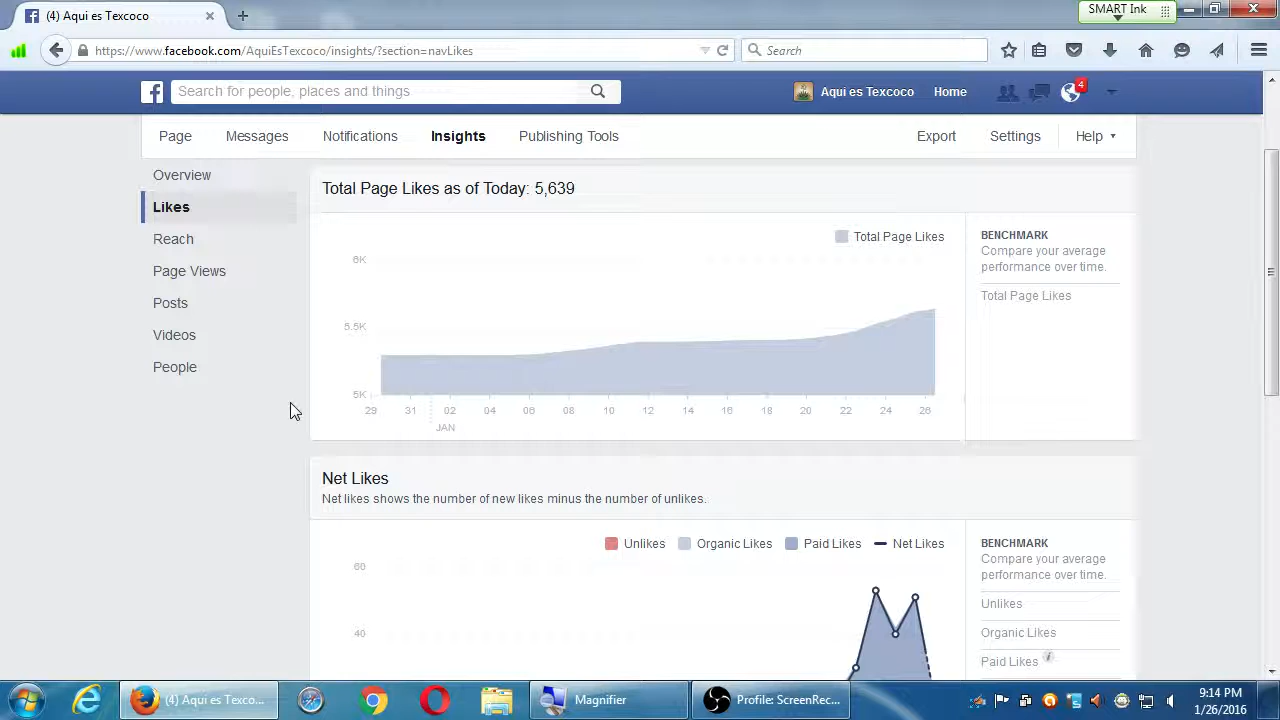 (4) Aqui es Texcoco
SMART Ink
https://www.facebook.com/AquiEsTexcoco/insights/?section=navLikes
Search
Search for people, places and things
Aqui es Texcoco
Home
4
Page
Messages
Notifications
Insights
Publishing Tools
Export
Settings
Help
Overview
Likes
Reach
Page Views
Posts
Videos
People
Total Page Likes as of Today: 5,639
Total Page Likes
6K
5.5K
5K
29 31 02 04 06 08 10 12 14 16 18 20 22 24 26
JAN
BENCHMARK
Compare your average
performance over time.
Total Page Likes
Net Likes
Net likes shows the number of new likes minus the number of unlikes.
Unlikes
Organic Likes
Paid Likes
Net Likes
60
40
BENCHMARK
Compare your average
performance over time.
Unlikes
Organic Likes
Paid Likes
(4) Aqui es Texco...
Magnifier
Profile: ScreenRec...
9:14 PM
1/26/2016